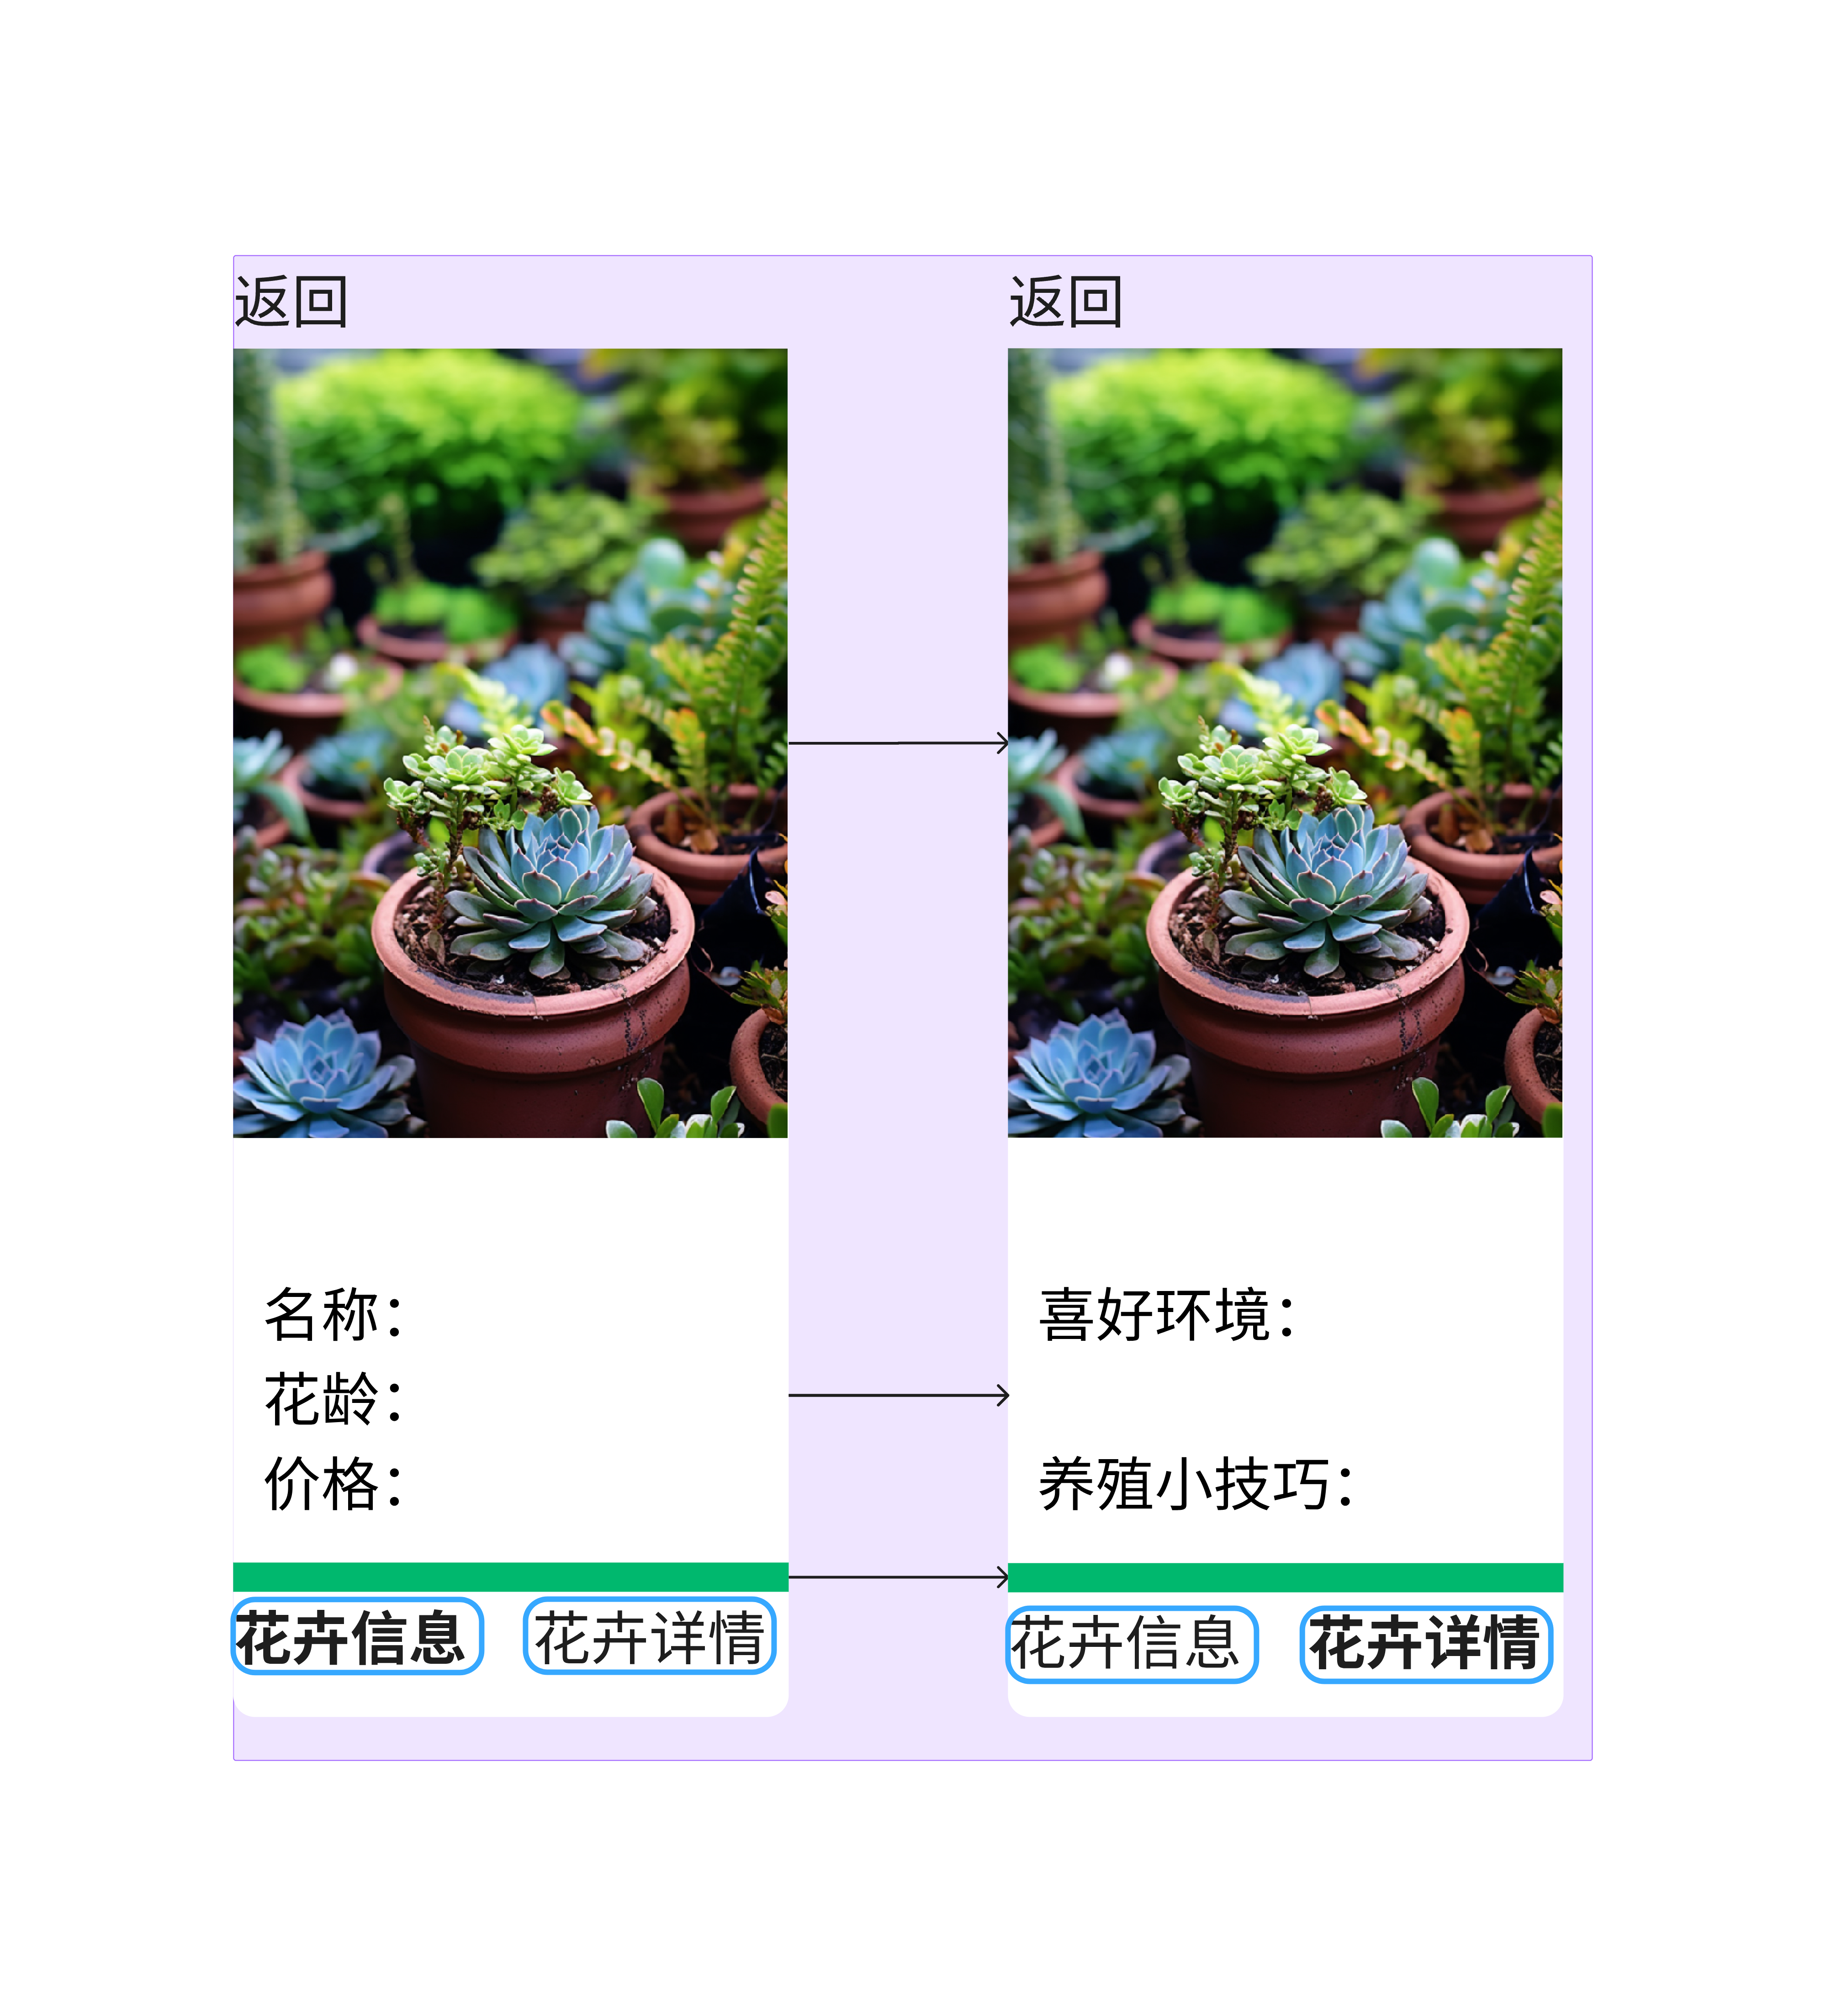 返回
名称：
花龄：
价格：
花卉信息
花卉详情
返回
喜好环境：
养殖小技巧：
花卉信息
花卉详情